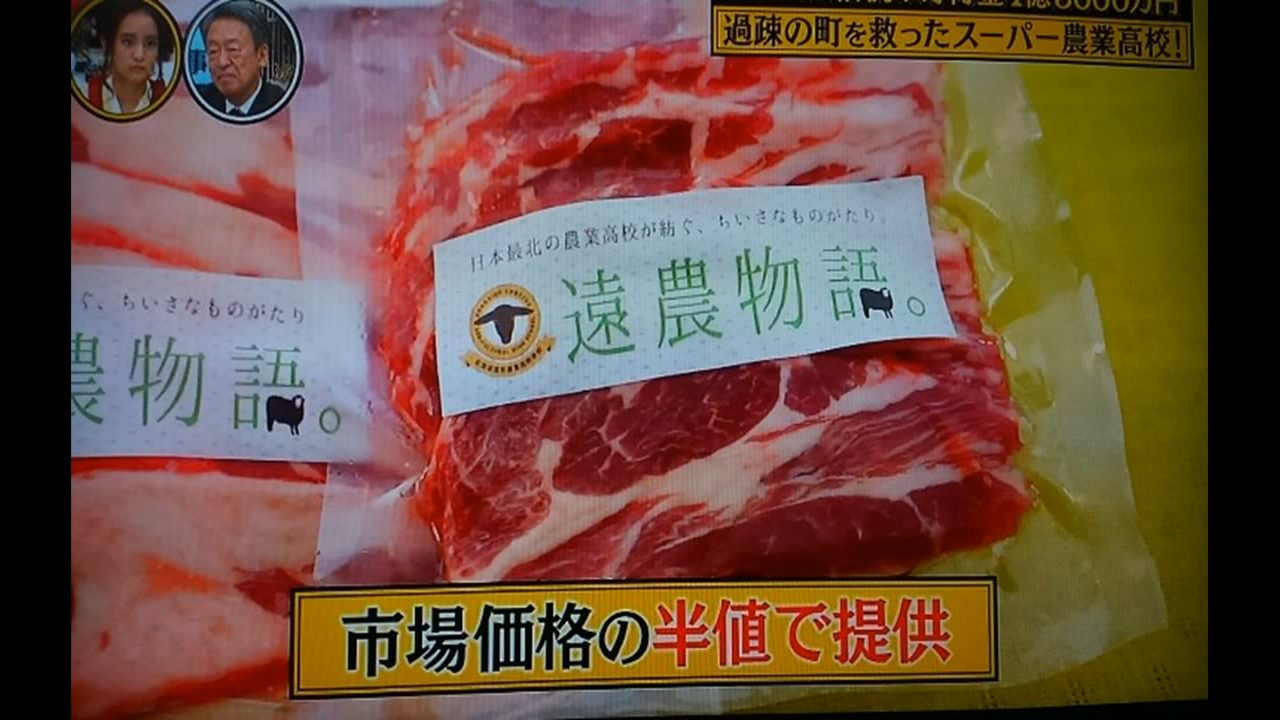 過疎の町を救ったスーパー農業高校!
日本最北の農業高校が紡ぐ、ちいさなものがたり。
遠農物語。
ぐ、ちいさなものがたり
農物語。
市場価格の半値で提供